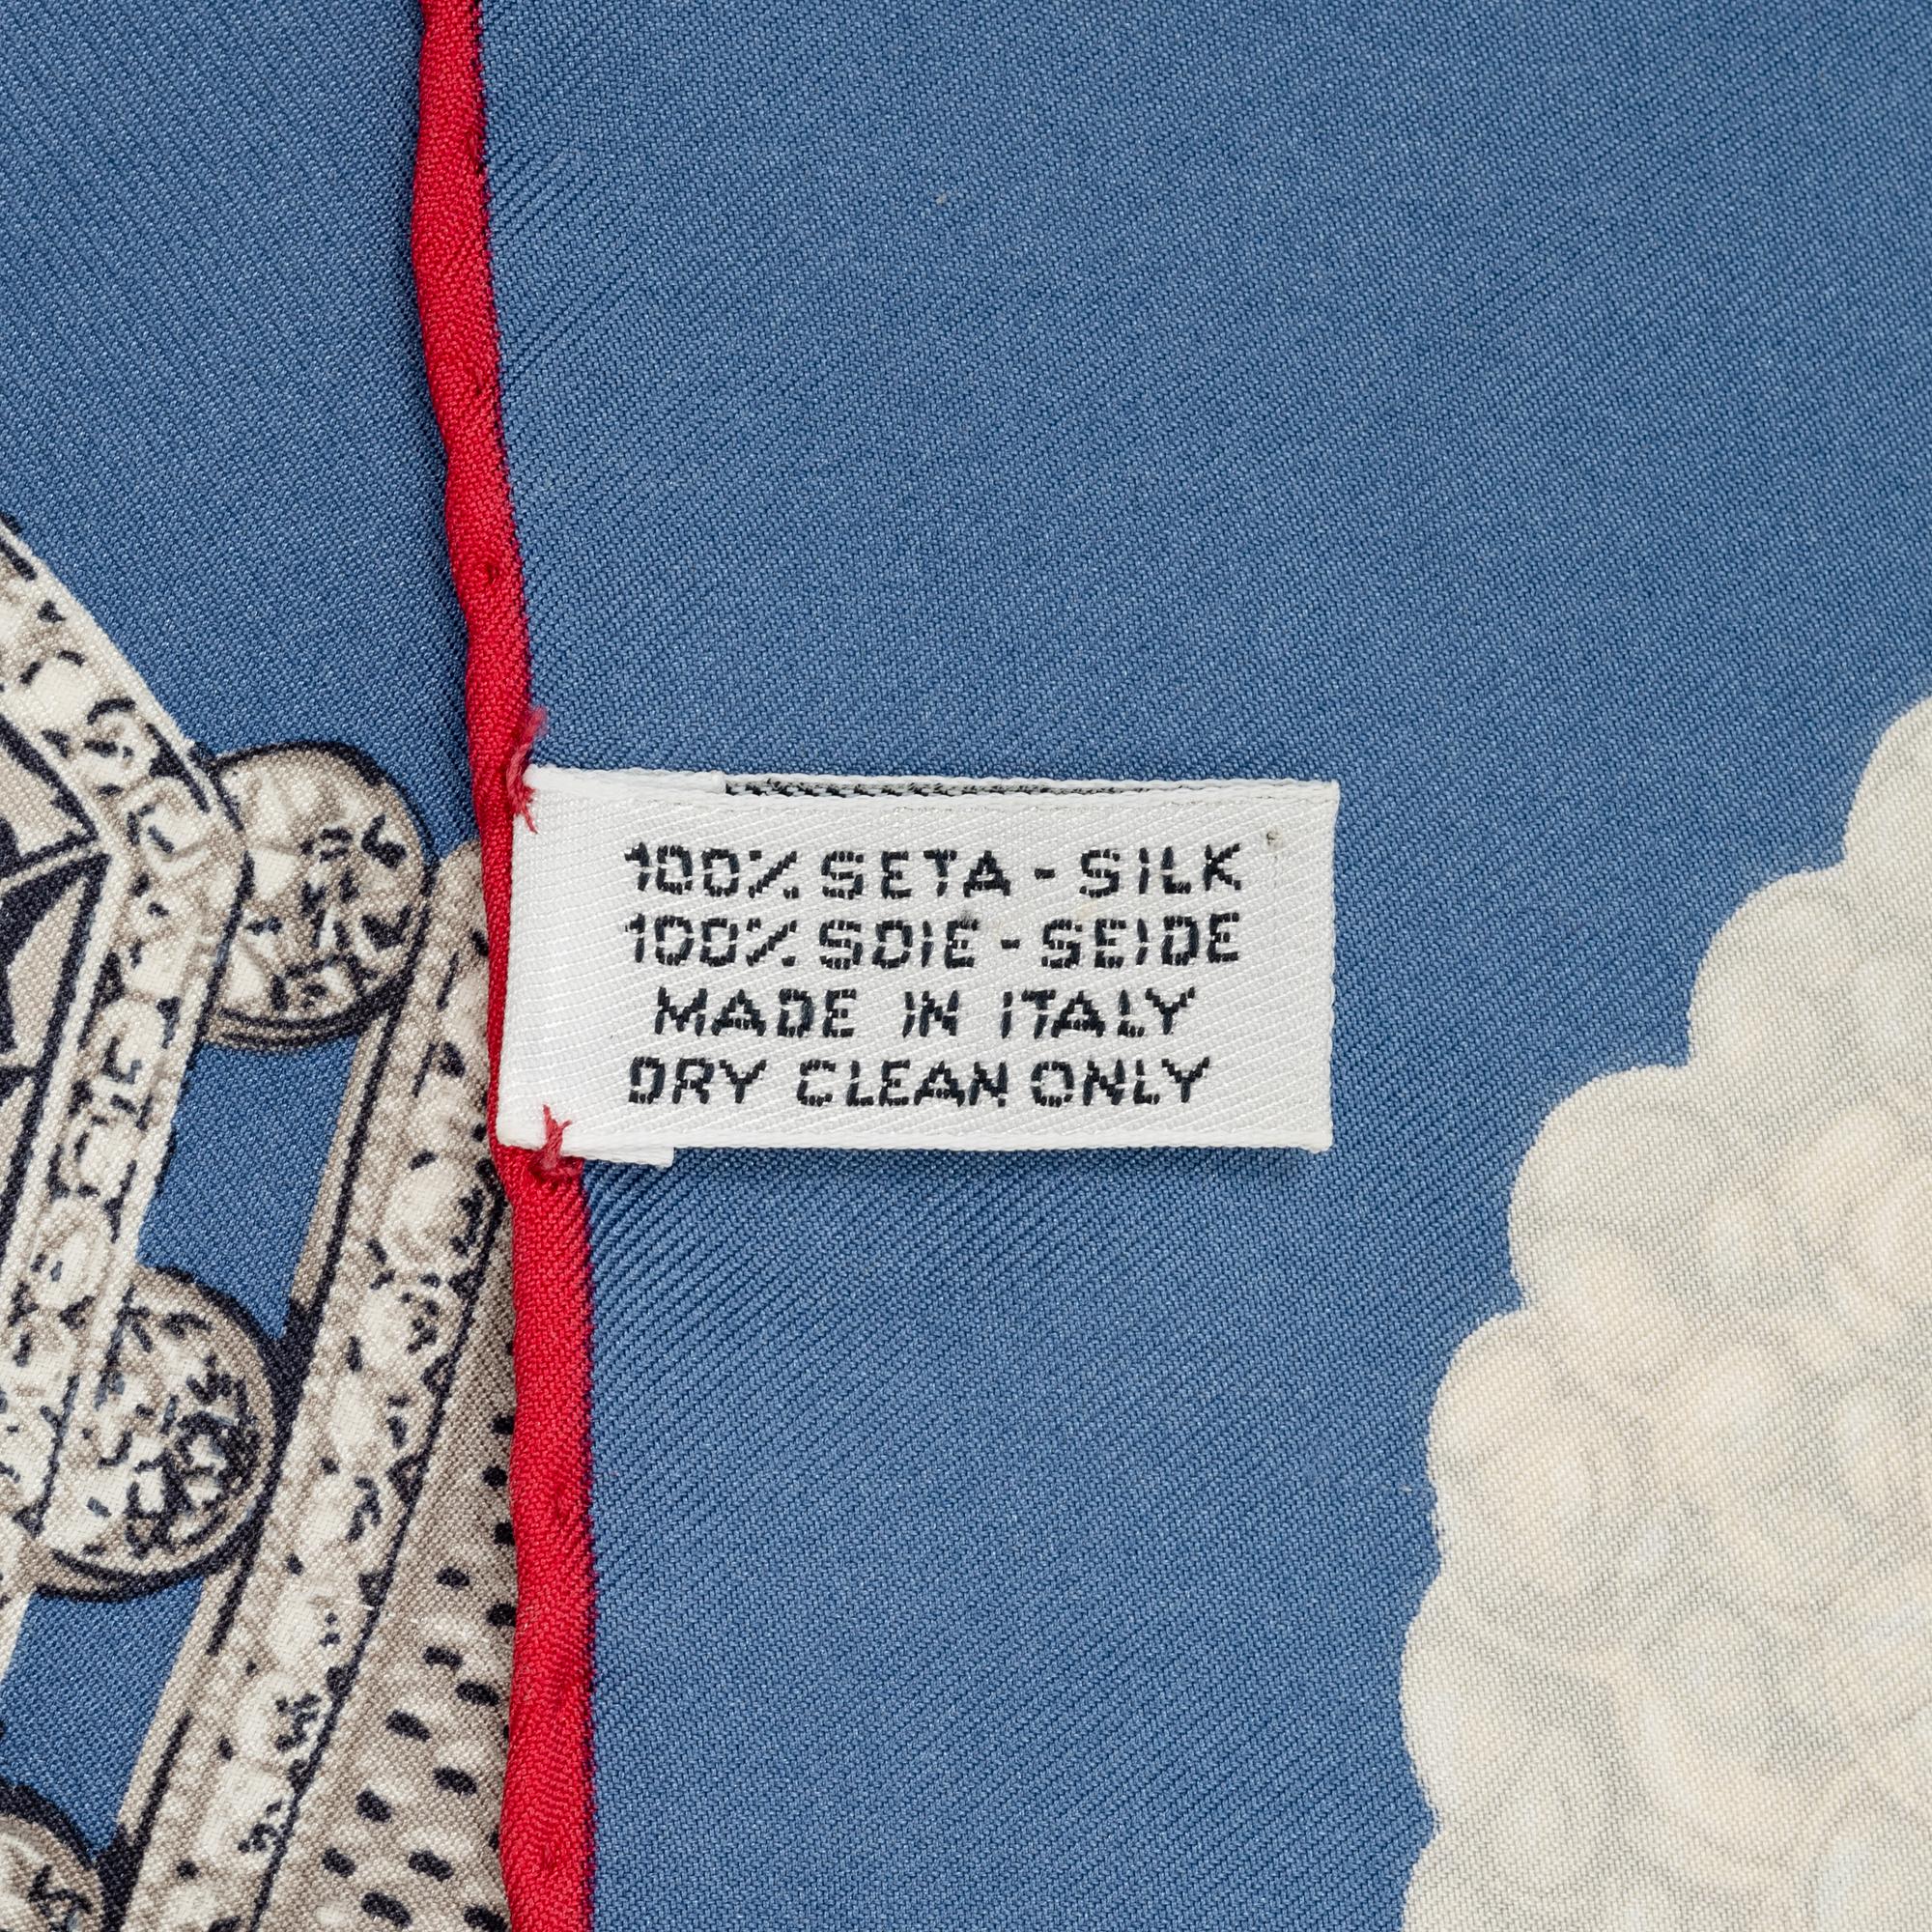 100% SETA - SILK
100% SOIE - SEIDE
MADE IN ITALY
DRY CLEAN ONLY